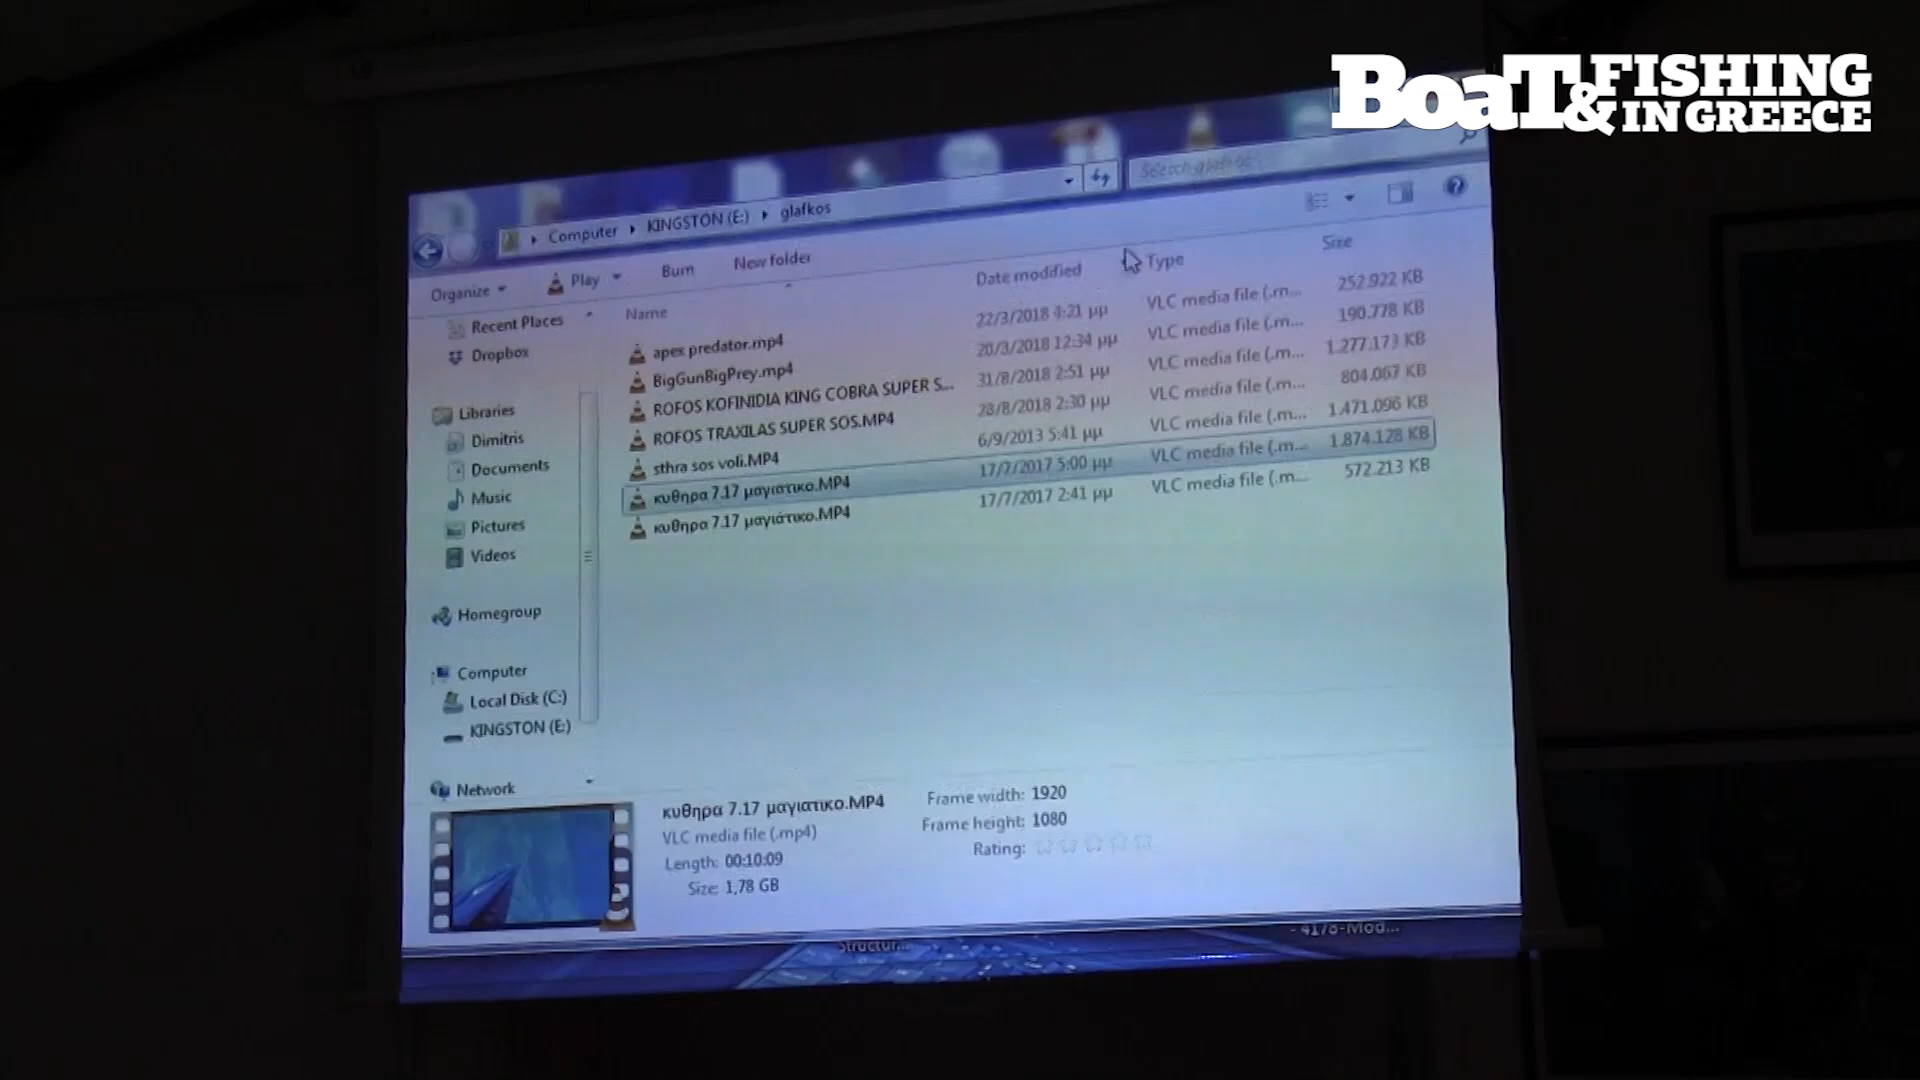 BoaT & FISHING IN GREECE
Computer ▸ KINGSTON (E:) ▸ glafkos
Search glafkos
Organize Play Burn New folder
Name Date modified Type Size
apex predator.mp4 22/3/2018 4:21 μμ VLC media file (.m... 252.922 KB
BigGunBigPrey.mp4 20/3/2018 12:34 μμ VLC media file (.m... 190.778 KB
ROFOS KOFINIDIA KING COBRA SUPER S... 31/8/2018 2:51 μμ VLC media file (.m... 1.277.173 KB
ROFOS TRAXILAS SUPER SOS.MP4 28/8/2018 2:30 μμ VLC media file (.m... 804.067 KB
sthra sos voli.MP4 6/9/2013 5:41 μμ VLC media file (.m... 1.471.096 KB
κυθηρα 7.17 μαγιατικο.MP4 17/7/2017 5:00 μμ VLC media file (.m... 1.874.128 KB
κυθηρα 7.17 μαγιάτικο.MP4 17/7/2017 2:41 μμ VLC media file (.m... 572.213 KB
Recent Places
Dropbox
Libraries
Dimitris
Documents
Music
Pictures
Videos
Homegroup
Computer
Local Disk (C:)
KINGSTON (E:)
Network
κυθηρα 7.17 μαγιατικο.MP4
VLC media file (.mp4)
Length: 00:10:09
Size: 1,78 GB
Frame width: 1920
Frame height: 1080
Rating:
Structur...
- 4178-Mod...